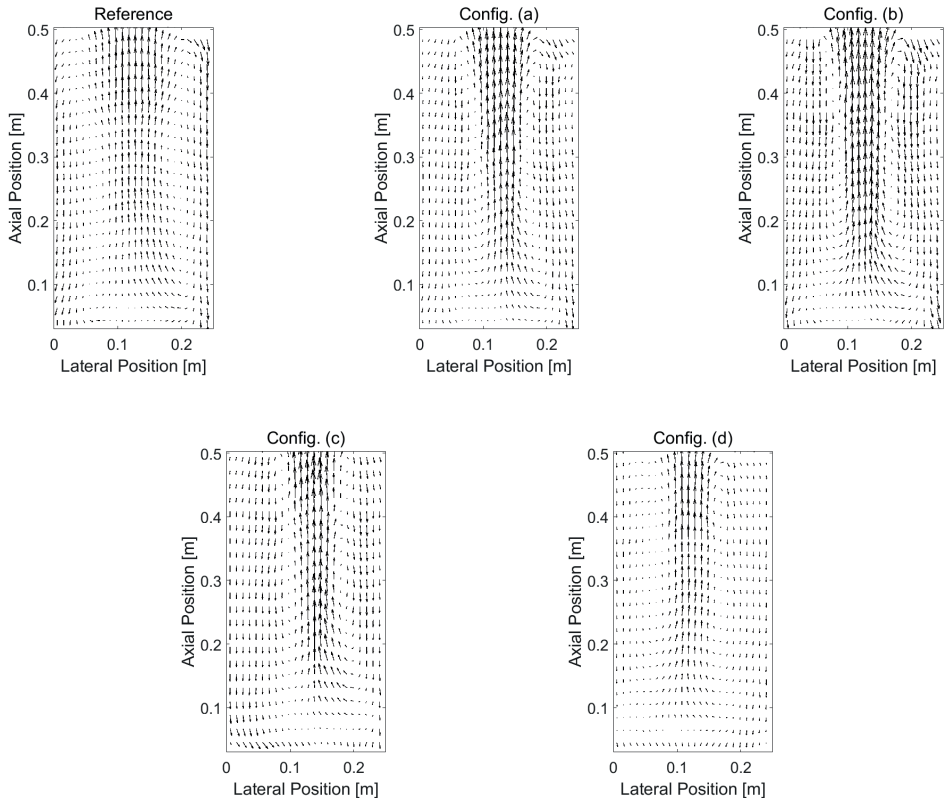 Reference
0.5
0.4
0.3
0.2
0.1
Axial Position [m]
0 0.1 0.2
Lateral Position [m]
Config. (a)
0.5
0.4
0.3
0.2
0.1
Axial Position [m]
0 0.1 0.2
Lateral Position [m]
Config. (b)
0.5
0.4
0.3
0.2
0.1
Axial Position [m]
0 0.1 0.2
Lateral Position [m]
Config. (c)
0.5
0.4
0.3
0.2
0.1
Axial Position [m]
0 0.1 0.2
Lateral Position [m]
Config. (d)
0.5
0.4
0.3
0.2
0.1
Axial Position [m]
0 0.1 0.2
Lateral Position [m]